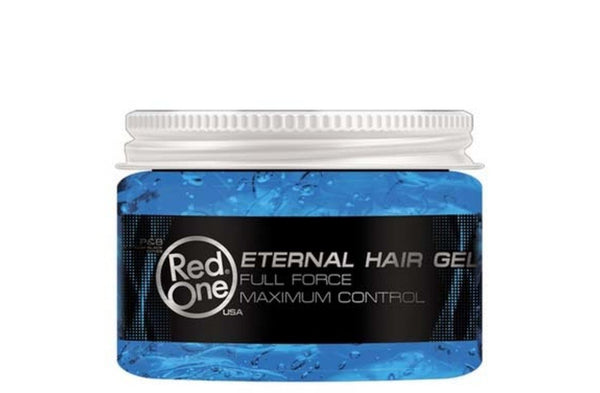 Red
One
USA
ETERNAL HAIR GEL
FULL FORCE
MAXIMUM CONTROL